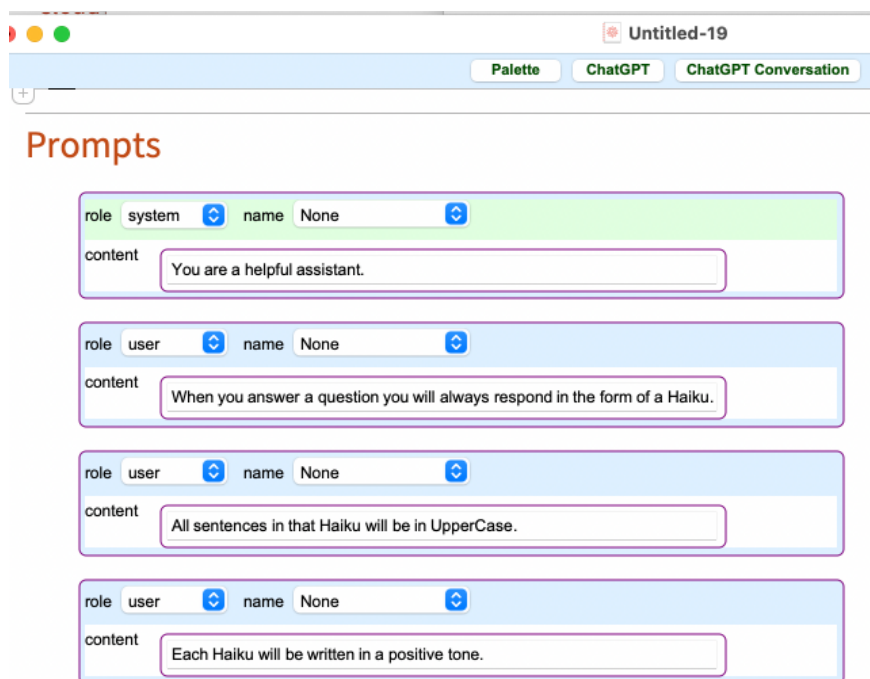 Untitled-19
Palette ChatGPT ChatGPT Conversation
Prompts
role system name None
content
You are a helpful assistant.
role user name None
content
When you answer a question you will always respond in the form of a Haiku.
role user name None
content
All sentences in that Haiku will be in UpperCase.
role user name None
content
Each Haiku will be written in a positive tone.